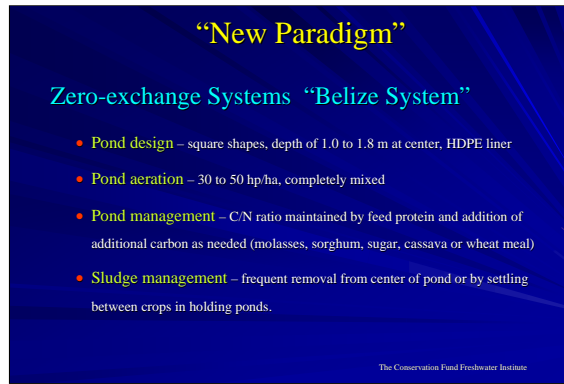 “New Paradigm”
Zero-exchange Systems “Belize System”
• Pond design – square shapes, depth of 1.0 to 1.8 m at center, HDPE liner
• Pond aeration – 30 to 50 hp/ha, completely mixed
• Pond management – C/N ratio maintained by feed protein and addition of
additional carbon as needed (molasses, sorghum, sugar, cassava or wheat meal)
• Sludge management – frequent removal from center of pond or by settling
between crops in holding ponds.
The Conservation Fund Freshwater Institute